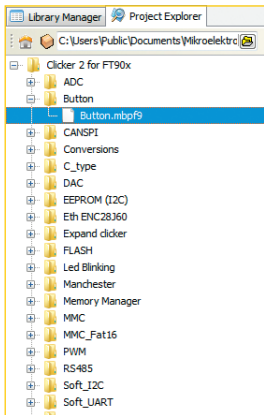 Library Manager Project Explorer
C:\Users\Public\Documents\Mikroelektro
Clicker 2 for FT90x
ADC
Button
Button.mbpf9
CANSPI
Conversions
C_type
DAC
EEPROM (I2C)
Eth ENC28J60
Expand clicker
FLASH
Led Blinking
Manchester
Memory Manager
MMC
MMC_Fat16
PWM
RS485
Soft_I2C
Soft_UART